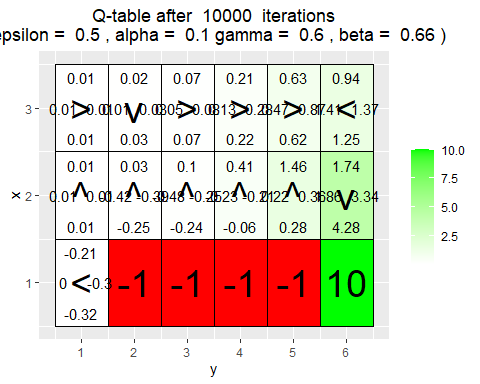 Q-table after 10000 iterations
epsilon = 0.5 , alpha = 0.1 gamma = 0.6 , beta = 0.66 )
0.01 0.02 0.07 0.21 0.63 0.94
3
> v > > > <
0.01 0.03 0.07 0.22 0.62 1.25
10.0
7.5
5.0
2.5
0.01 0.03 0.1 0.41 1.46 1.74
x 2
^ ^ ^ ^ ^ v
0.01 -0.25 -0.24 -0.06 0.28 4.28
-0.21
1 0 < -1 -1 -1 -1 10
-0.32
1 2 3 4 5 6
y